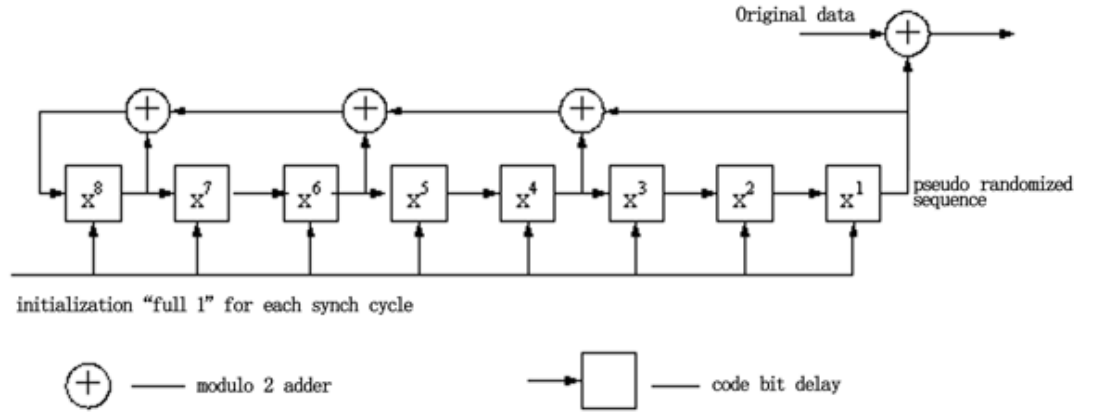 Original data
+
+ + +
x⁸ x⁷ x⁶ x⁵ x⁴ x³ x² x¹
pseudo randomized
sequence
initialization “full 1” for each synch cycle
+ modulo 2 adder
code bit delay